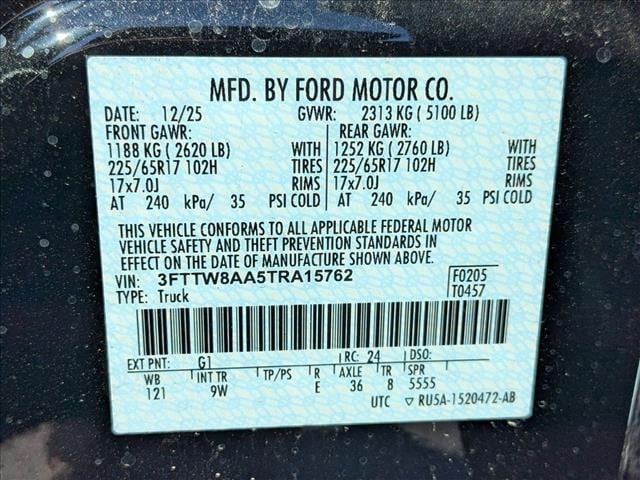 MFD. BY FORD MOTOR CO.
DATE: 12/25 GVWR: 2313 KG ( 5100 LB)
FRONT GAWR: REAR GAWR:
1188 KG ( 2620 LB) WITH 1252 KG ( 2760 LB) WITH
225/65R17 102H TIRES 225/65R17 102H TIRES
17x7.0J RIMS 17x7.0J RIMS
AT 240 kPa/ 35 PSI COLD AT 240 kPa/ 35 PSI COLD
THIS VEHICLE CONFORMS TO ALL APPLICABLE FEDERAL MOTOR
VEHICLE SAFETY AND THEFT PREVENTION STANDARDS IN
EFFECT ON THE DATE OF MANUFACTURE SHOWN ABOVE.
VIN: 3FTTW8AA5TRA15762 F0205
TYPE: Truck T0457
EXT PNT: G1 RC: 24 DSO:
WB INT TR TP/PS R AXLE TR SPR
121 9W E 36 8 5555
UTC ▽ RU5A-1520472-AB